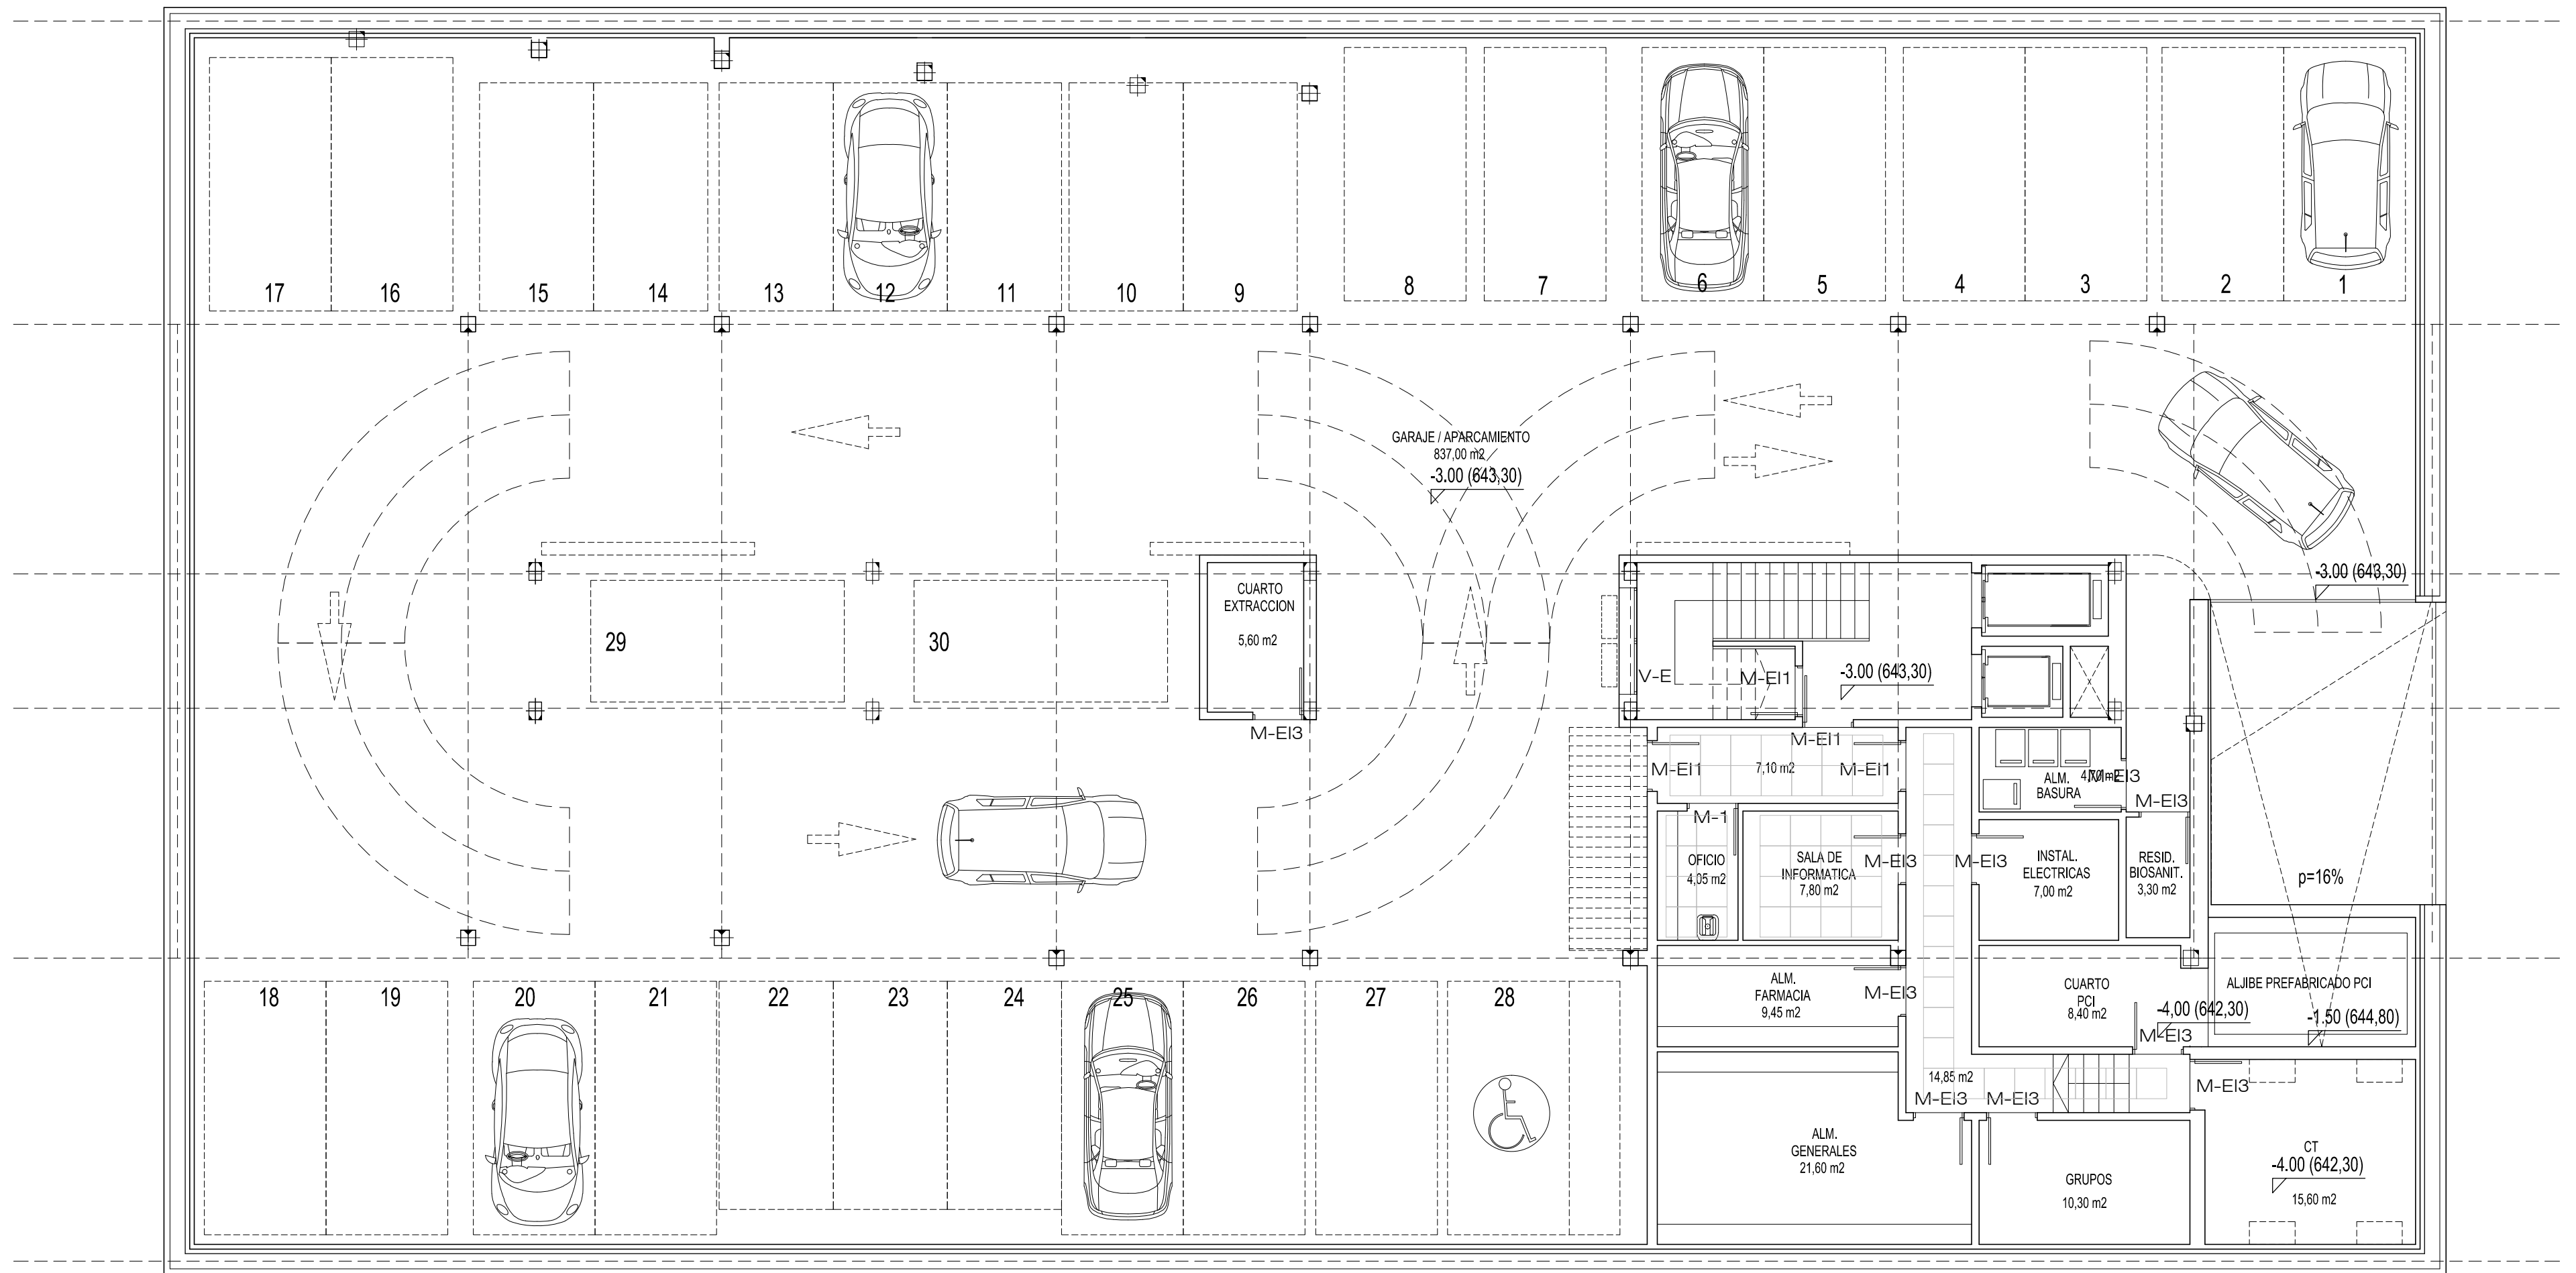 17
16
15
14
13
12
11
10
9
8
7
6
5
4
3
2
1
GARAJE / APARCAMIENTO
837,00 m2
-3.00 (643,30)
-3.00 (643,30)
CUARTO
EXTRACCION
5,60 m2
M-EI3
29
30
V-E
M-EI1
-3.00 (643,30)
M-EI1
M-EI1
7,10 m2
M-EI1
ALM.
BASURA
4,70 m2
M-EI3
M-EI3
M-1
OFICIO
4,05 m2
SALA DE
INFORMATICA
7,80 m2
M-EI3
M-EI3
INSTAL.
ELECTRICAS
7,00 m2
RESID.
BIOSANIT.
3,30 m2
p=16%
ALM.
FARMACIA
9,45 m2
M-EI3
CUARTO
PCI
8,40 m2
ALJIBE PREFABRICADO PCI
-4,00 (642,30)
-1.50 (644,80)
M-EI3
18
19
20
21
22
23
24
25
26
27
28
14,85 m2
M-EI3
M-EI3
M-EI3
ALM.
GENERALES
21,60 m2
GRUPOS
10,30 m2
CT
-4.00 (642,30)
15,60 m2